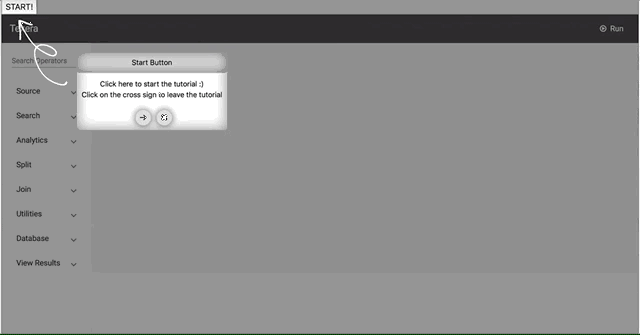 START!
Texera
Run
Search Operators
Start Button
Click here to start the tutorial :)
Click on the cross sign to leave the tutorial
Source
Search
Analytics
Split
Join
Utilities
Database
View Results